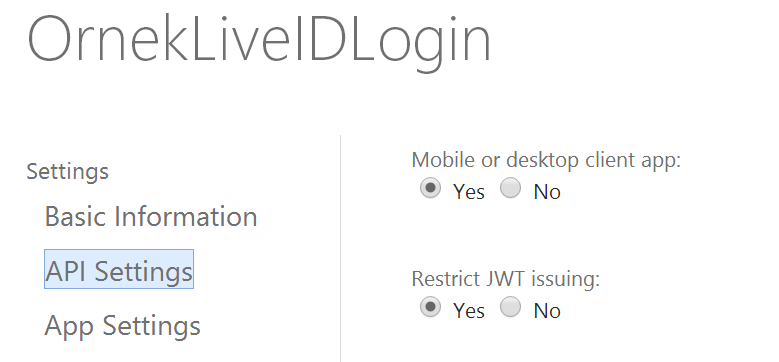 OrnekLiveIDLogin
Settings
Basic Information
API Settings
App Settings
Mobile or desktop client app:
Yes No
Restrict JWT issuing:
Yes No